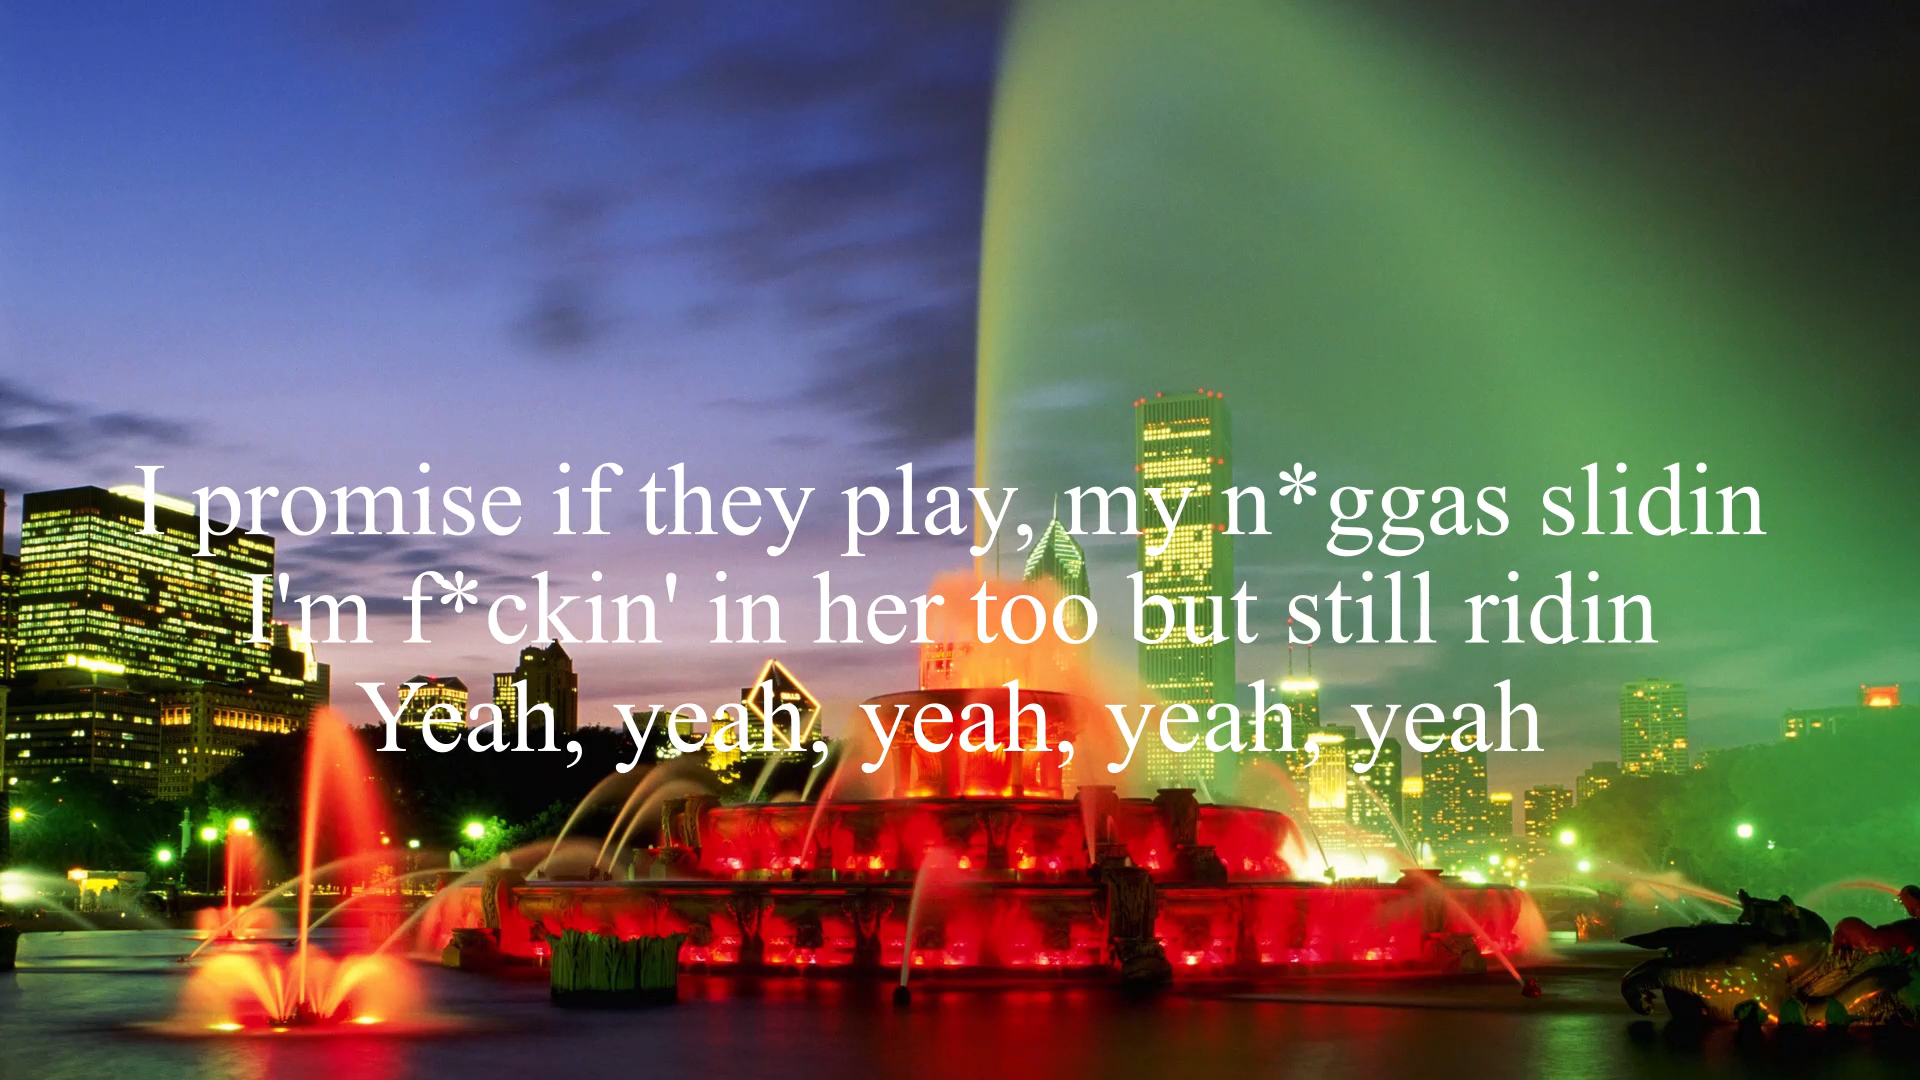 I promise if they play, my n*ggas slidin
I'm f*ckin' in her too but still ridin
Yeah, yeah, yeah, yeah, yeah